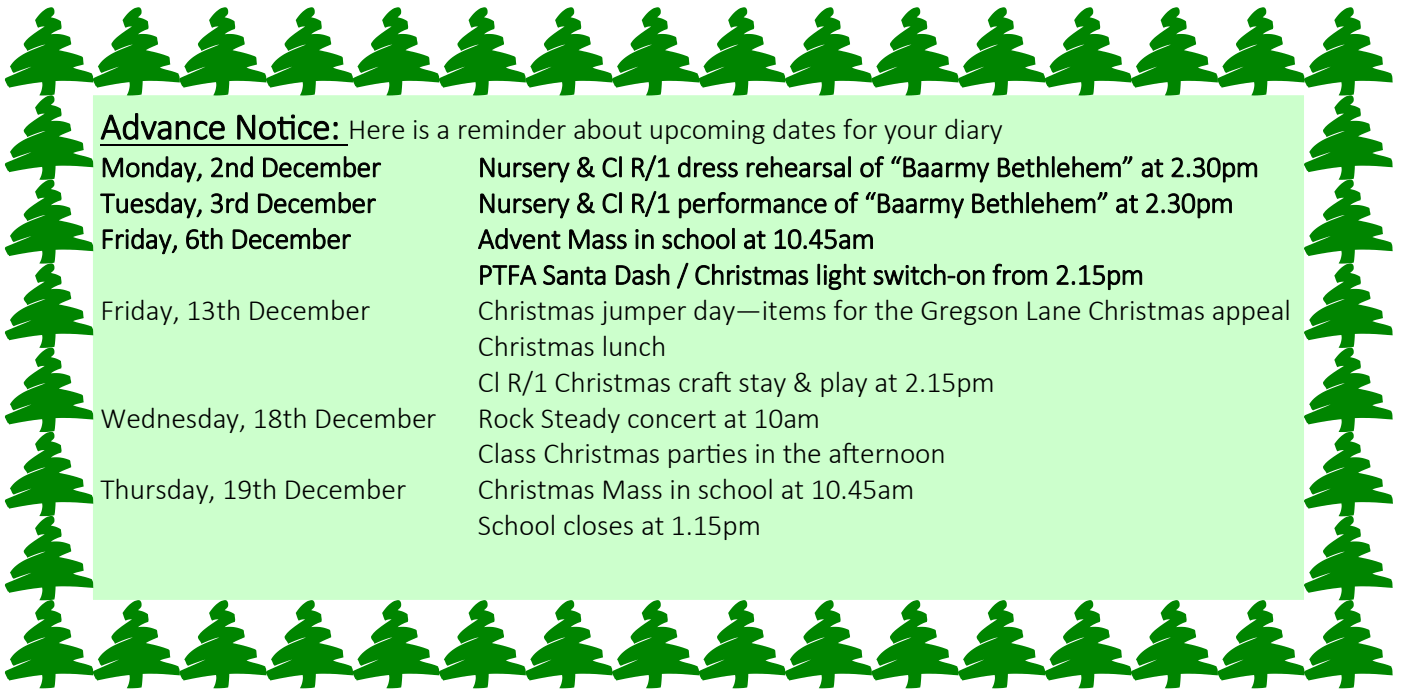 Advance Notice: Here is a reminder about upcoming dates for your diary
Monday, 2nd December Nursery & Cl R/1 dress rehearsal of “Baarmy Bethlehem” at 2.30pm
Tuesday, 3rd December Nursery & Cl R/1 performance of “Baarmy Bethlehem” at 2.30pm
Friday, 6th December Advent Mass in school at 10.45am
PTFA Santa Dash / Christmas light switch-on from 2.15pm
Friday, 13th December Christmas jumper day—items for the Gregson Lane Christmas appeal
Christmas lunch
Cl R/1 Christmas craft stay & play at 2.15pm
Wednesday, 18th December Rock Steady concert at 10am
Class Christmas parties in the afternoon
Thursday, 19th December Christmas Mass in school at 10.45am
School closes at 1.15pm